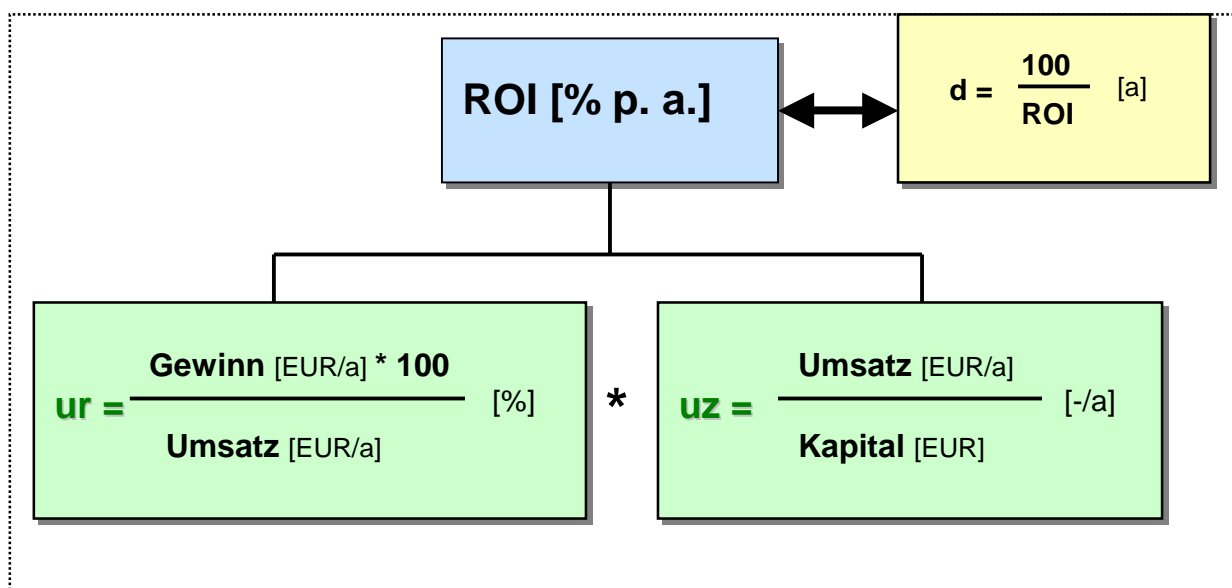 ROI [% p. a.]
d = 100 / ROI [a]
ur = Gewinn [EUR/a] * 100 / Umsatz [EUR/a] [%]
*
uz = Umsatz [EUR/a] / Kapital [EUR] [-/a]